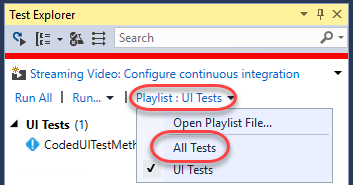 Test Explorer
Search
Streaming Video: Configure continuous integration
Run All | Run... | Playlist : UI Tests
Open Playlist File...
UI Tests (1)
All Tests
CodedUITestMeth
UI Tests